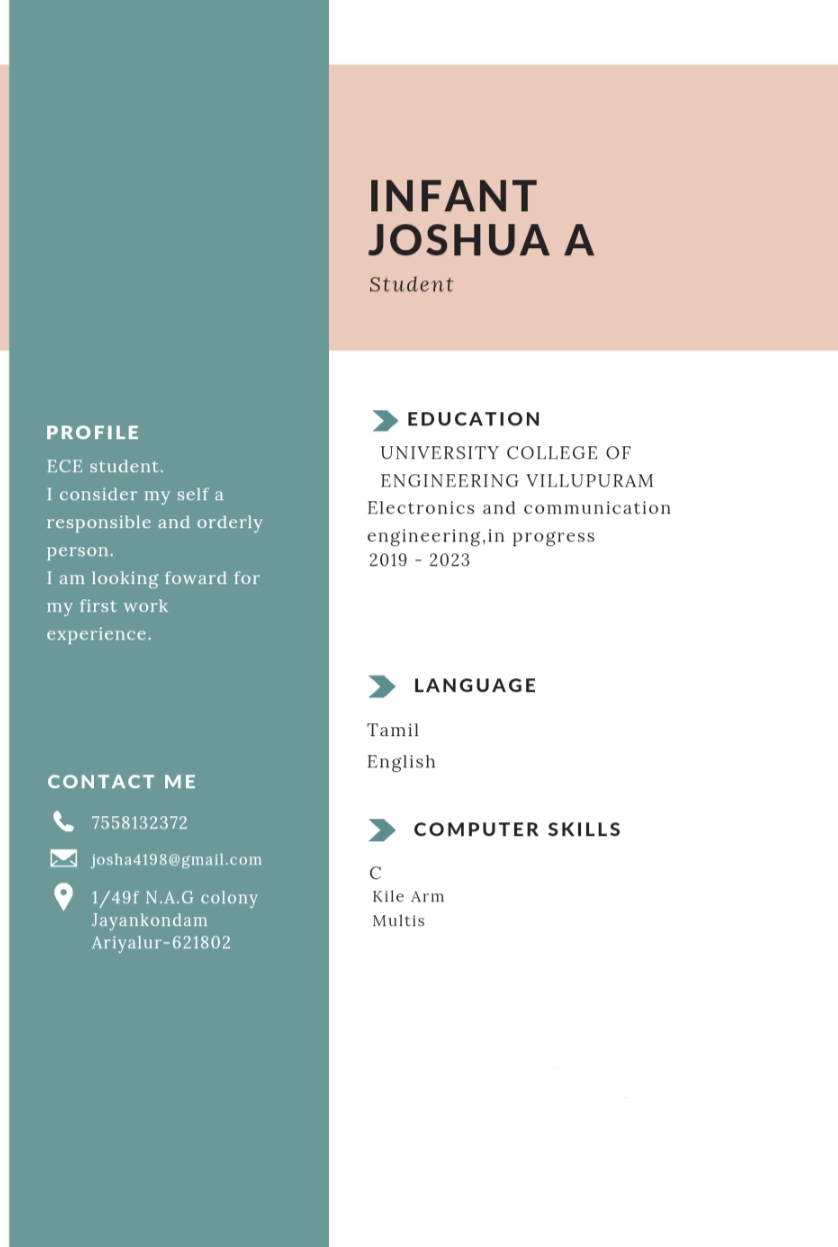 INFANT
JOSHUA A
Student
PROFILE
ECE student.
I consider my self a
responsible and orderly
person.
I am looking foward for
my first work
experience.
CONTACT ME
7558132372
josha4198@gmail.com
1/49f N.A.G colony
Jayankondam
Ariyalur-621802
EDUCATION
UNIVERSITY COLLEGE OF
ENGINEERING VILLUPURAM
Electronics and communication
engineering,in progress
2019 - 2023
LANGUAGE
Tamil
English
COMPUTER SKILLS
C
Kile Arm
Multis